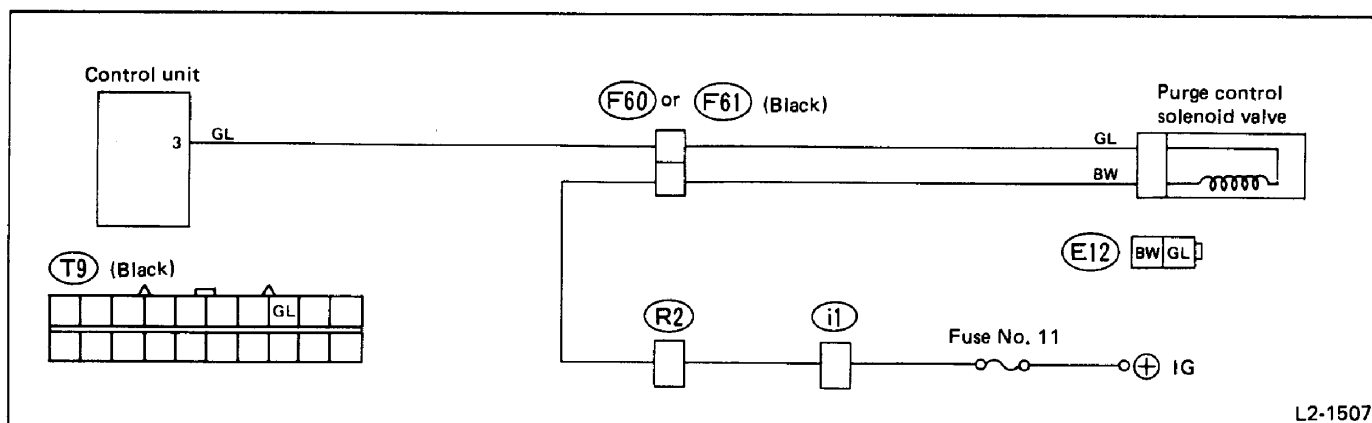 Control unit
3 GL
F60 or F61 (Black)
Purge control
solenoid valve
GL
BW
E12 BW GL
T9 (Black)
GL
R2
i1
Fuse No. 11
IG
L2-1507